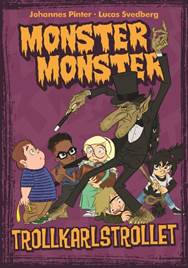 Johannes Pinter · Lucas Svedberg
MONSTER
MONSTER
TROLLKARLSTROLLET